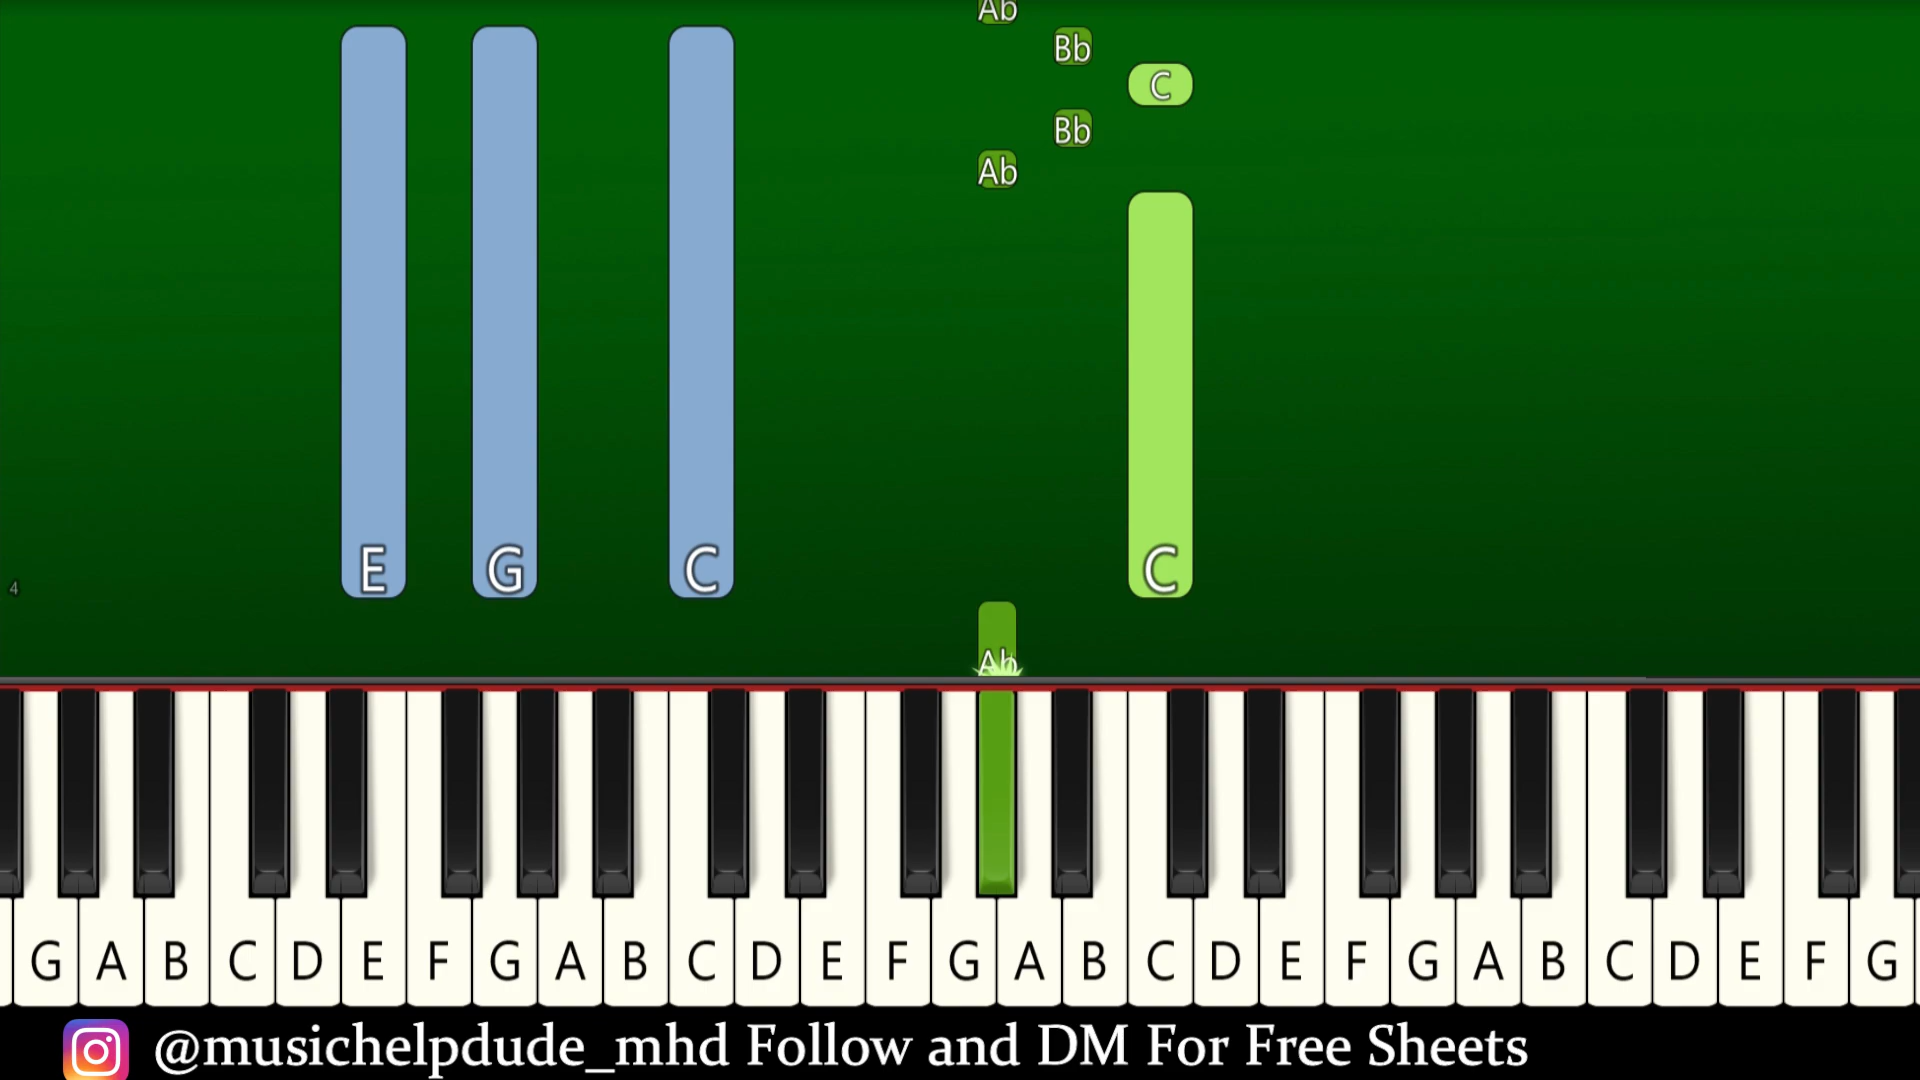 Ab
Bb
C
Bb
Ab
E G C C
4
Ab
G A B C D E F G A B C D E F G A B C D E F G A B C D E F G
@musichelpdude_mhd Follow and DM For Free Sheets